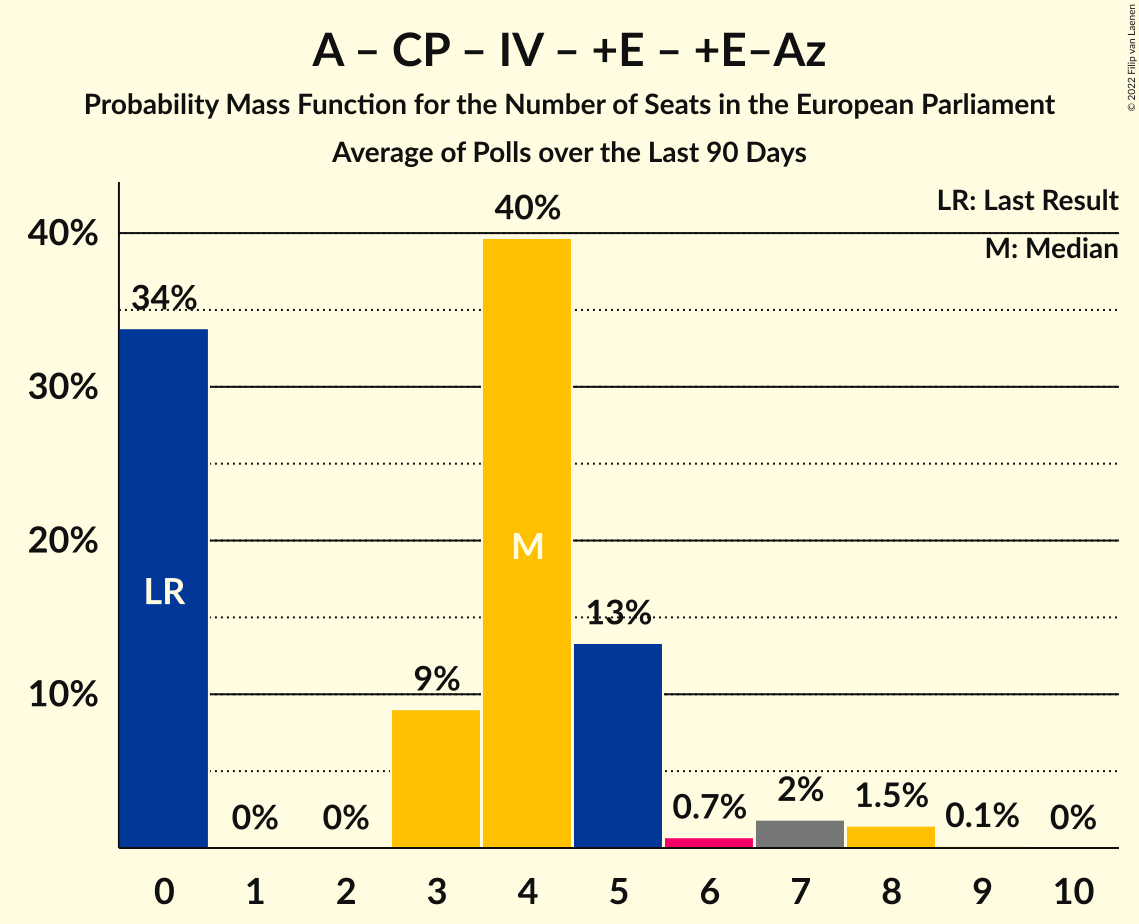 A – CP – IV – +E – +E–Az
Probability Mass Function for the Number of Seats in the European Parliament
Average of Polls over the Last 90 Days
© 2022 Filip van Laenen
LR: Last Result
M: Median
40%
30%
20%
10%
34%
0%
0%
9%
40%
13%
0.7%
2%
1.5%
0.1%
0%
LR
M
0 1 2 3 4 5 6 7 8 9 10